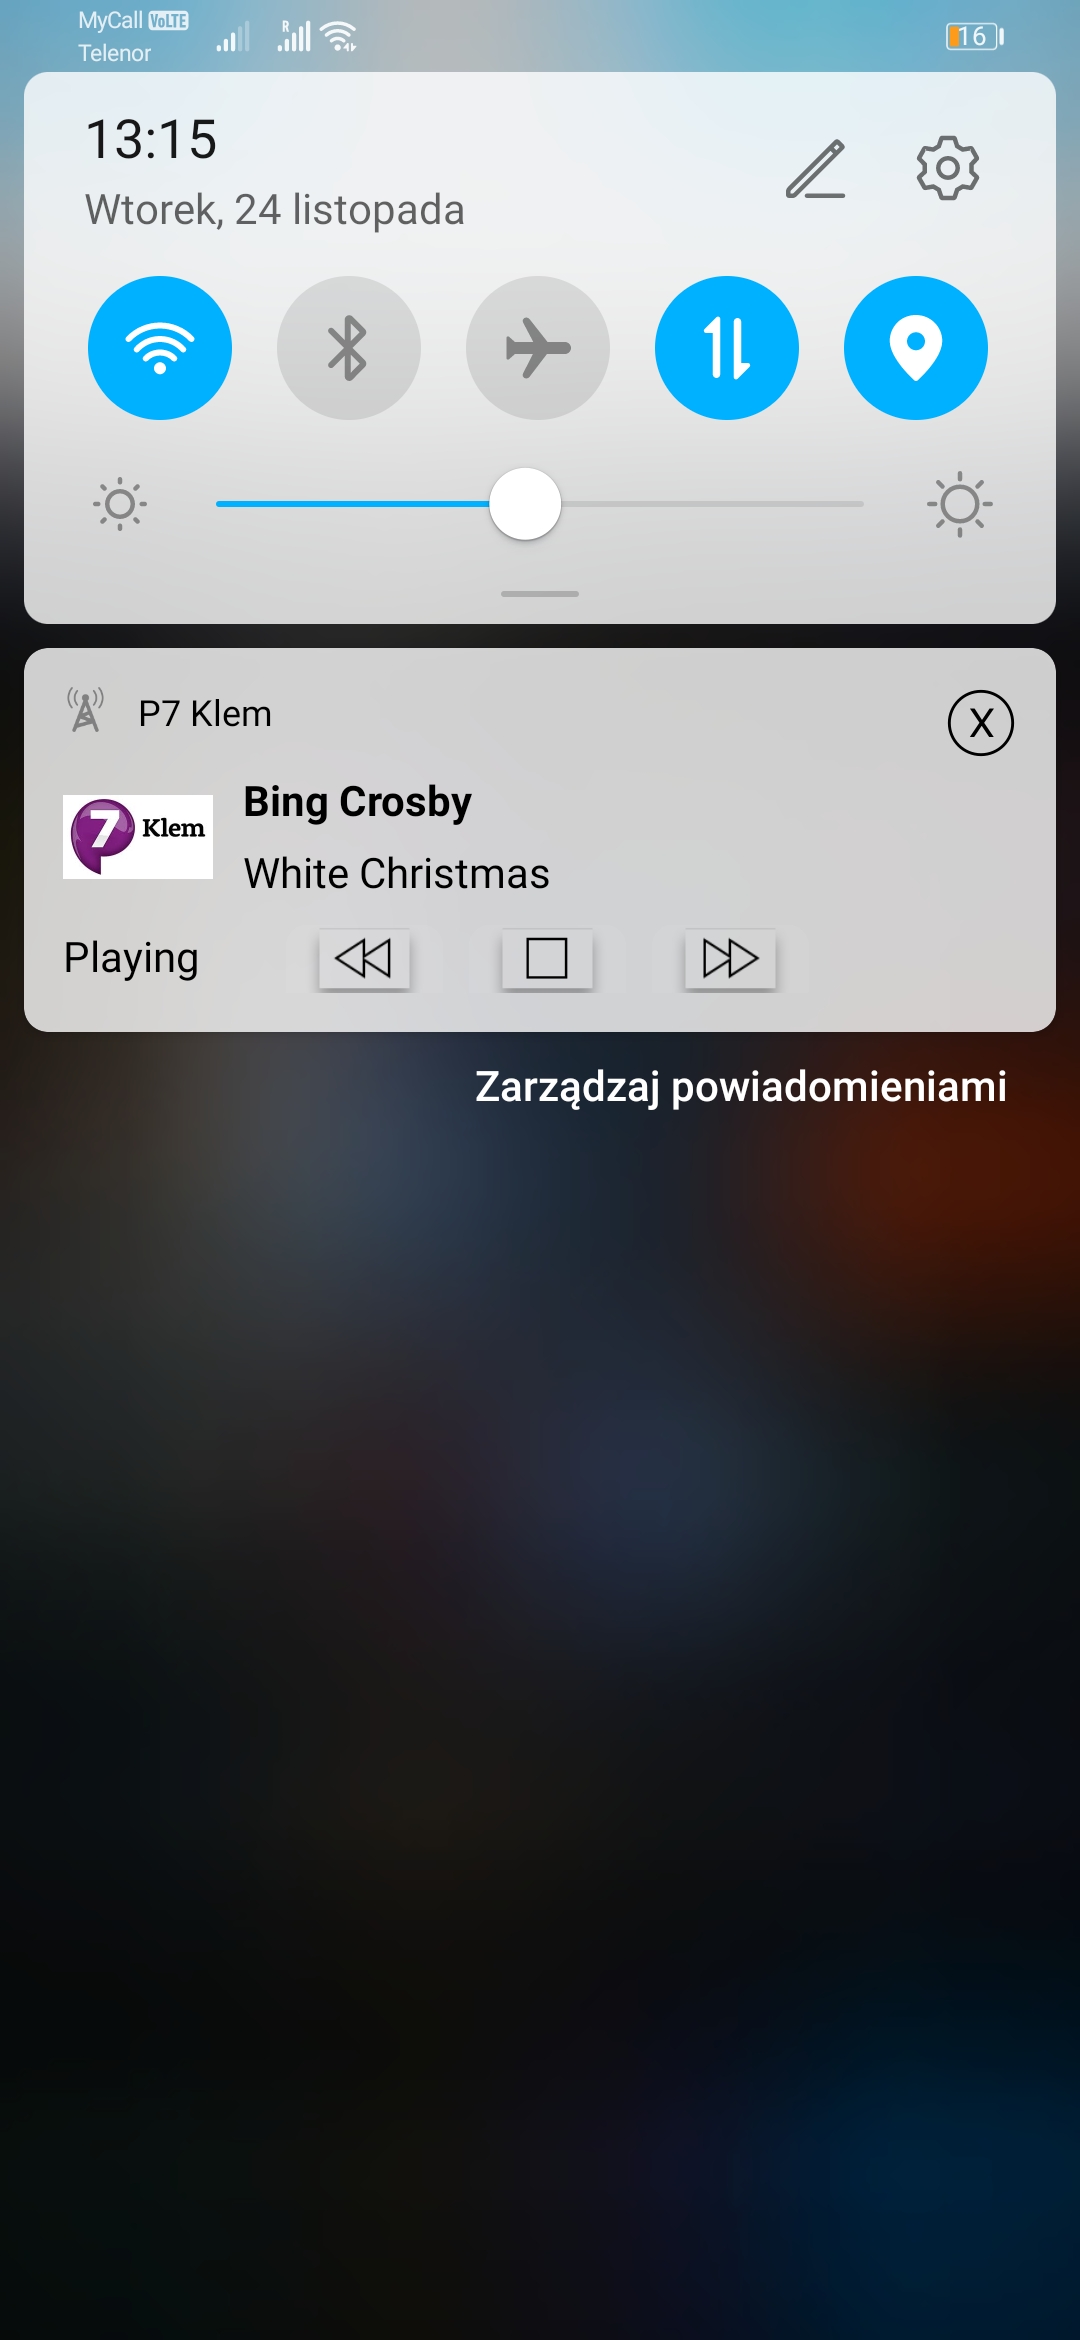 MyCall VoLTE
Telenor
R
16
13:15
Wtorek, 24 listopada
P7 Klem
X
7 Klem
Bing Crosby
White Christmas
Playing
Zarządzaj powiadomieniami